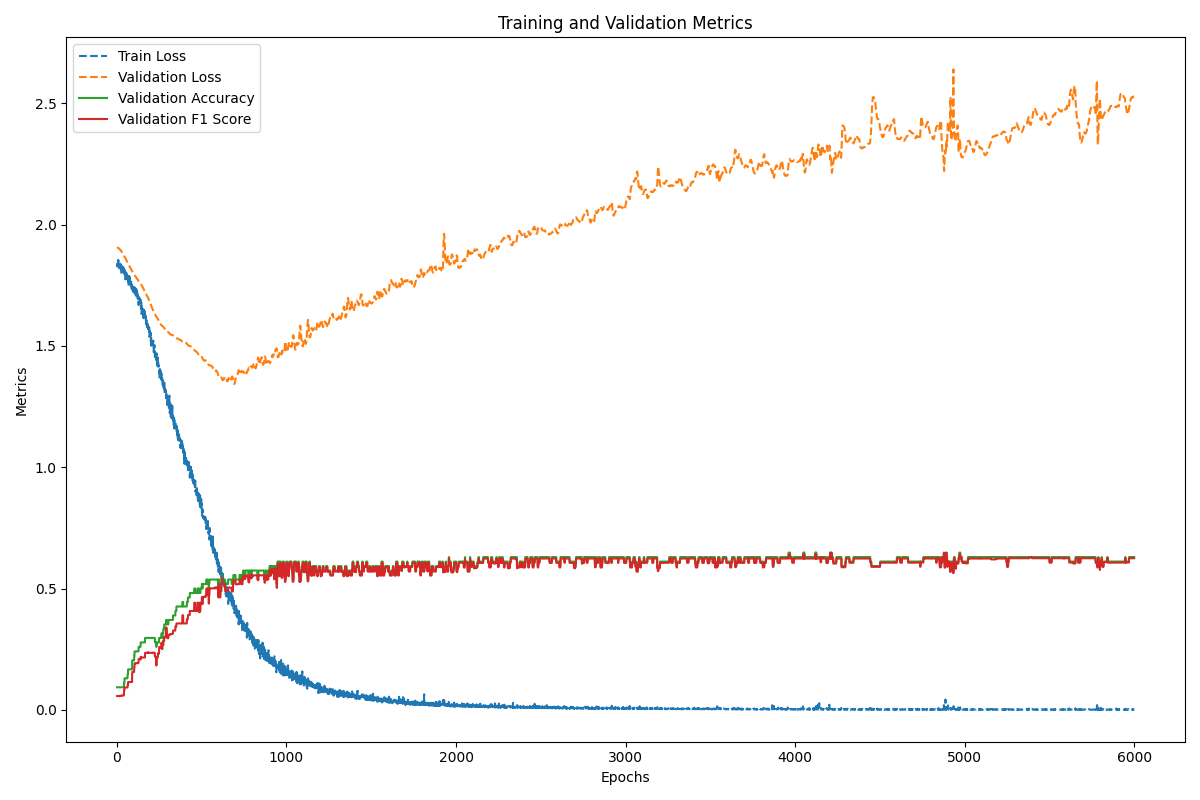 Training and Validation Metrics
Train Loss
Validation Loss
Validation Accuracy
Validation F1 Score
Metrics
2.5
2.0
1.5
1.0
0.5
0.0
0 1000 2000 3000 4000 5000 6000
Epochs